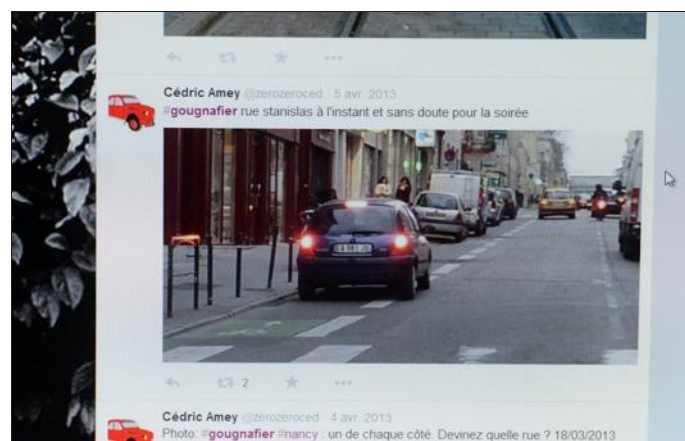 Cédric Amey @zerozeroced · 5 avr. 2013
#gougnafier rue stanislas à l'instant et sans doute pour la soirée
2
Cédric Amey @zerozeroced · 4 avr. 2013
Photo: #gougnafier #nancy : un de chaque côté. Devinez quelle rue ? 18/03/2013